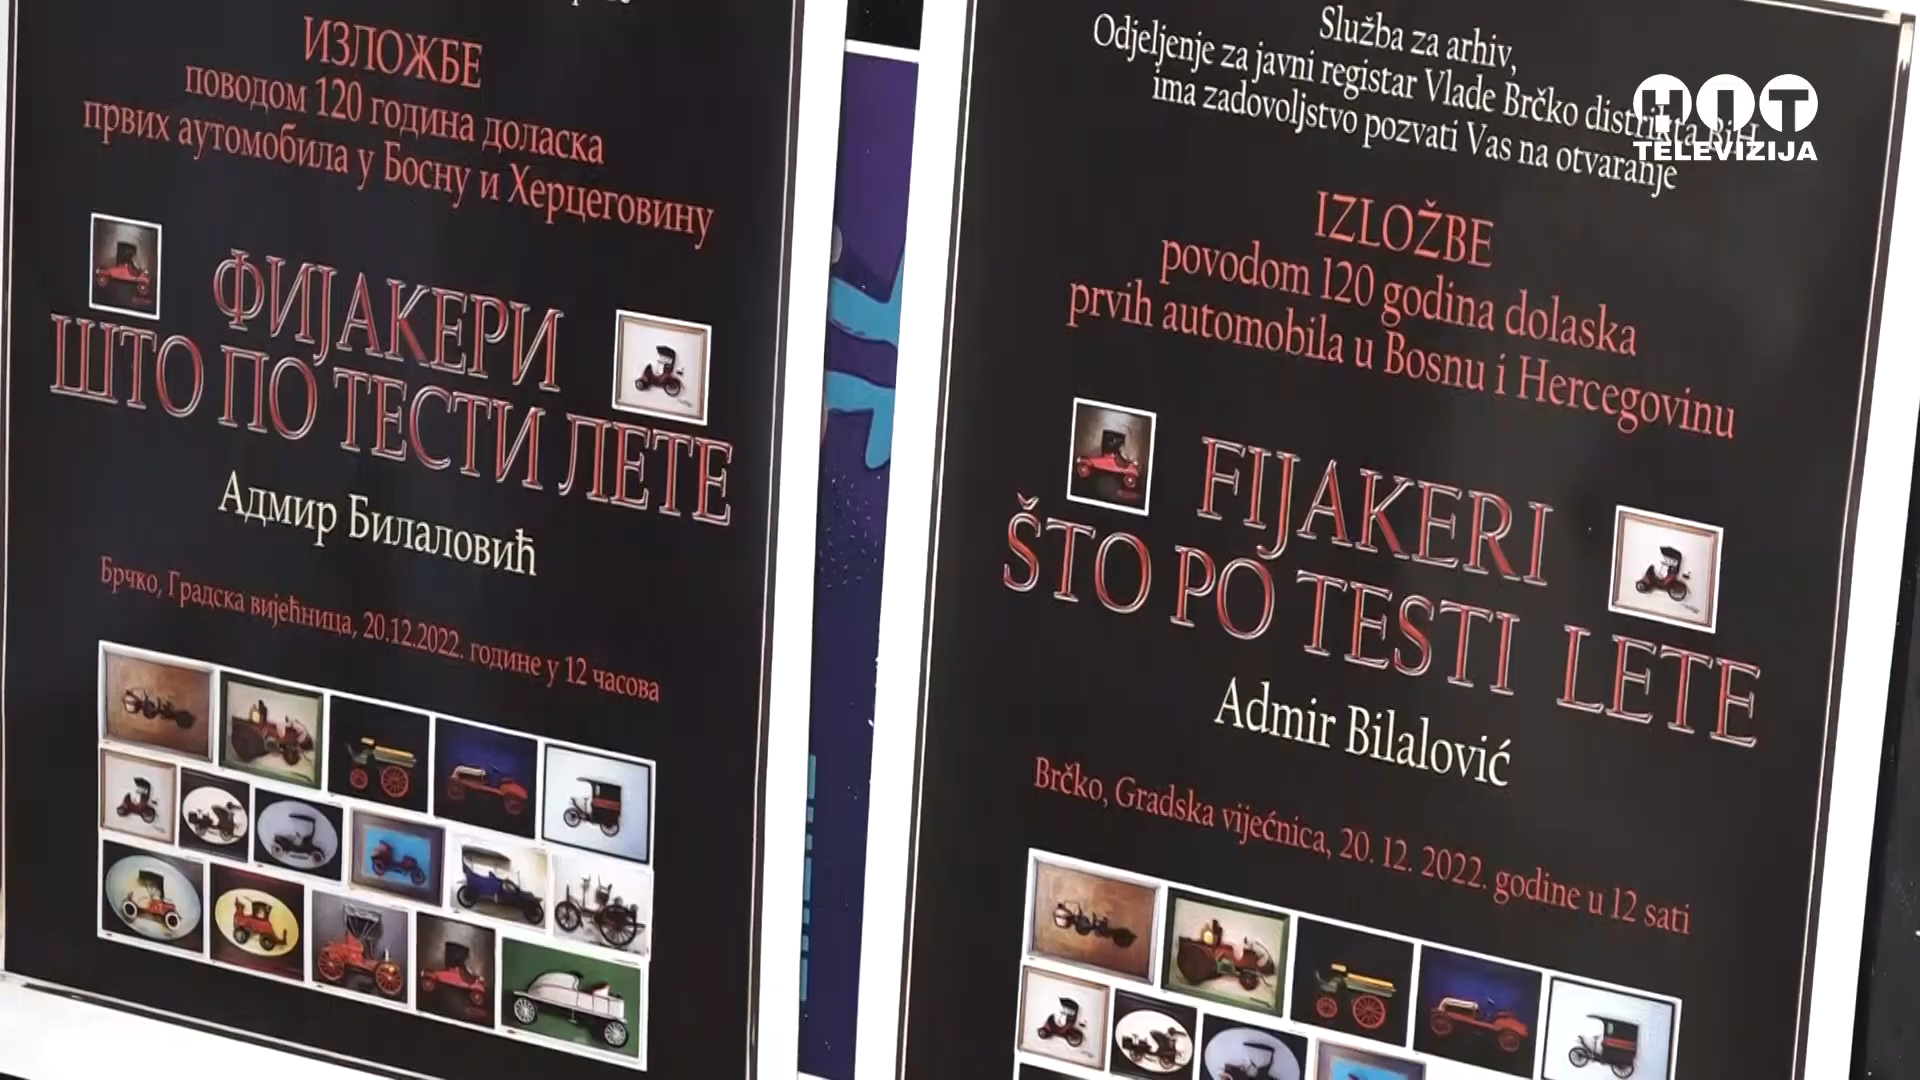 ИЗЛОЖБЕ
поводом 120 година доласка
првих аутомобила у Босну и Херцеговину
ФИЈАКЕРИ
ШТО ПО ТЕСТИ ЛЕТЕ
Адмир Билаловић
Брчко, Градска вијећница, 20.12.2022. године у 12 часова
Služba za arhiv,
Odjeljenje za javni registar Vlade Brčko distrikta BiH
ima zadovoljstvo pozvati Vas na otvaranje
IZLOŽBE
povodom 120 godina dolaska
prvih automobila u Bosnu i Hercegovinu
FIJAKERI
ŠTO PO TESTI LETE
Admir Bilalović
Brčko, Gradska vijećnica, 20. 12. 2022. godine u 12 sati
HIT
TELEVIZIJA